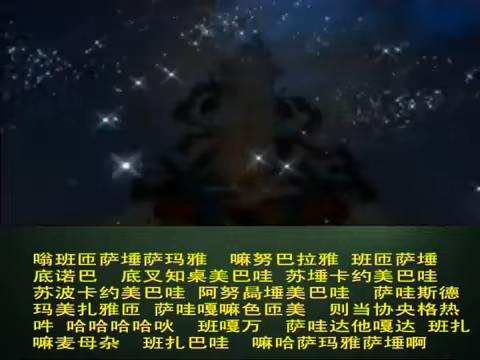 嗡班匝萨埵萨玛雅 嘛努巴拉雅 班匝萨埵
底诺巴 底叉知桌美巴哇 苏埵卡约美巴哇
苏波卡约美巴哇 阿努晶埵美巴哇 萨哇斯德
玛美扎雅匝 萨哇嘎嘛色匝美 则当协央格热
吽 哈哈哈哈吙 班嘎万 萨哇达他嘎达 班扎
嘛麦母杂 班扎巴哇 嘛哈萨玛雅萨埵啊